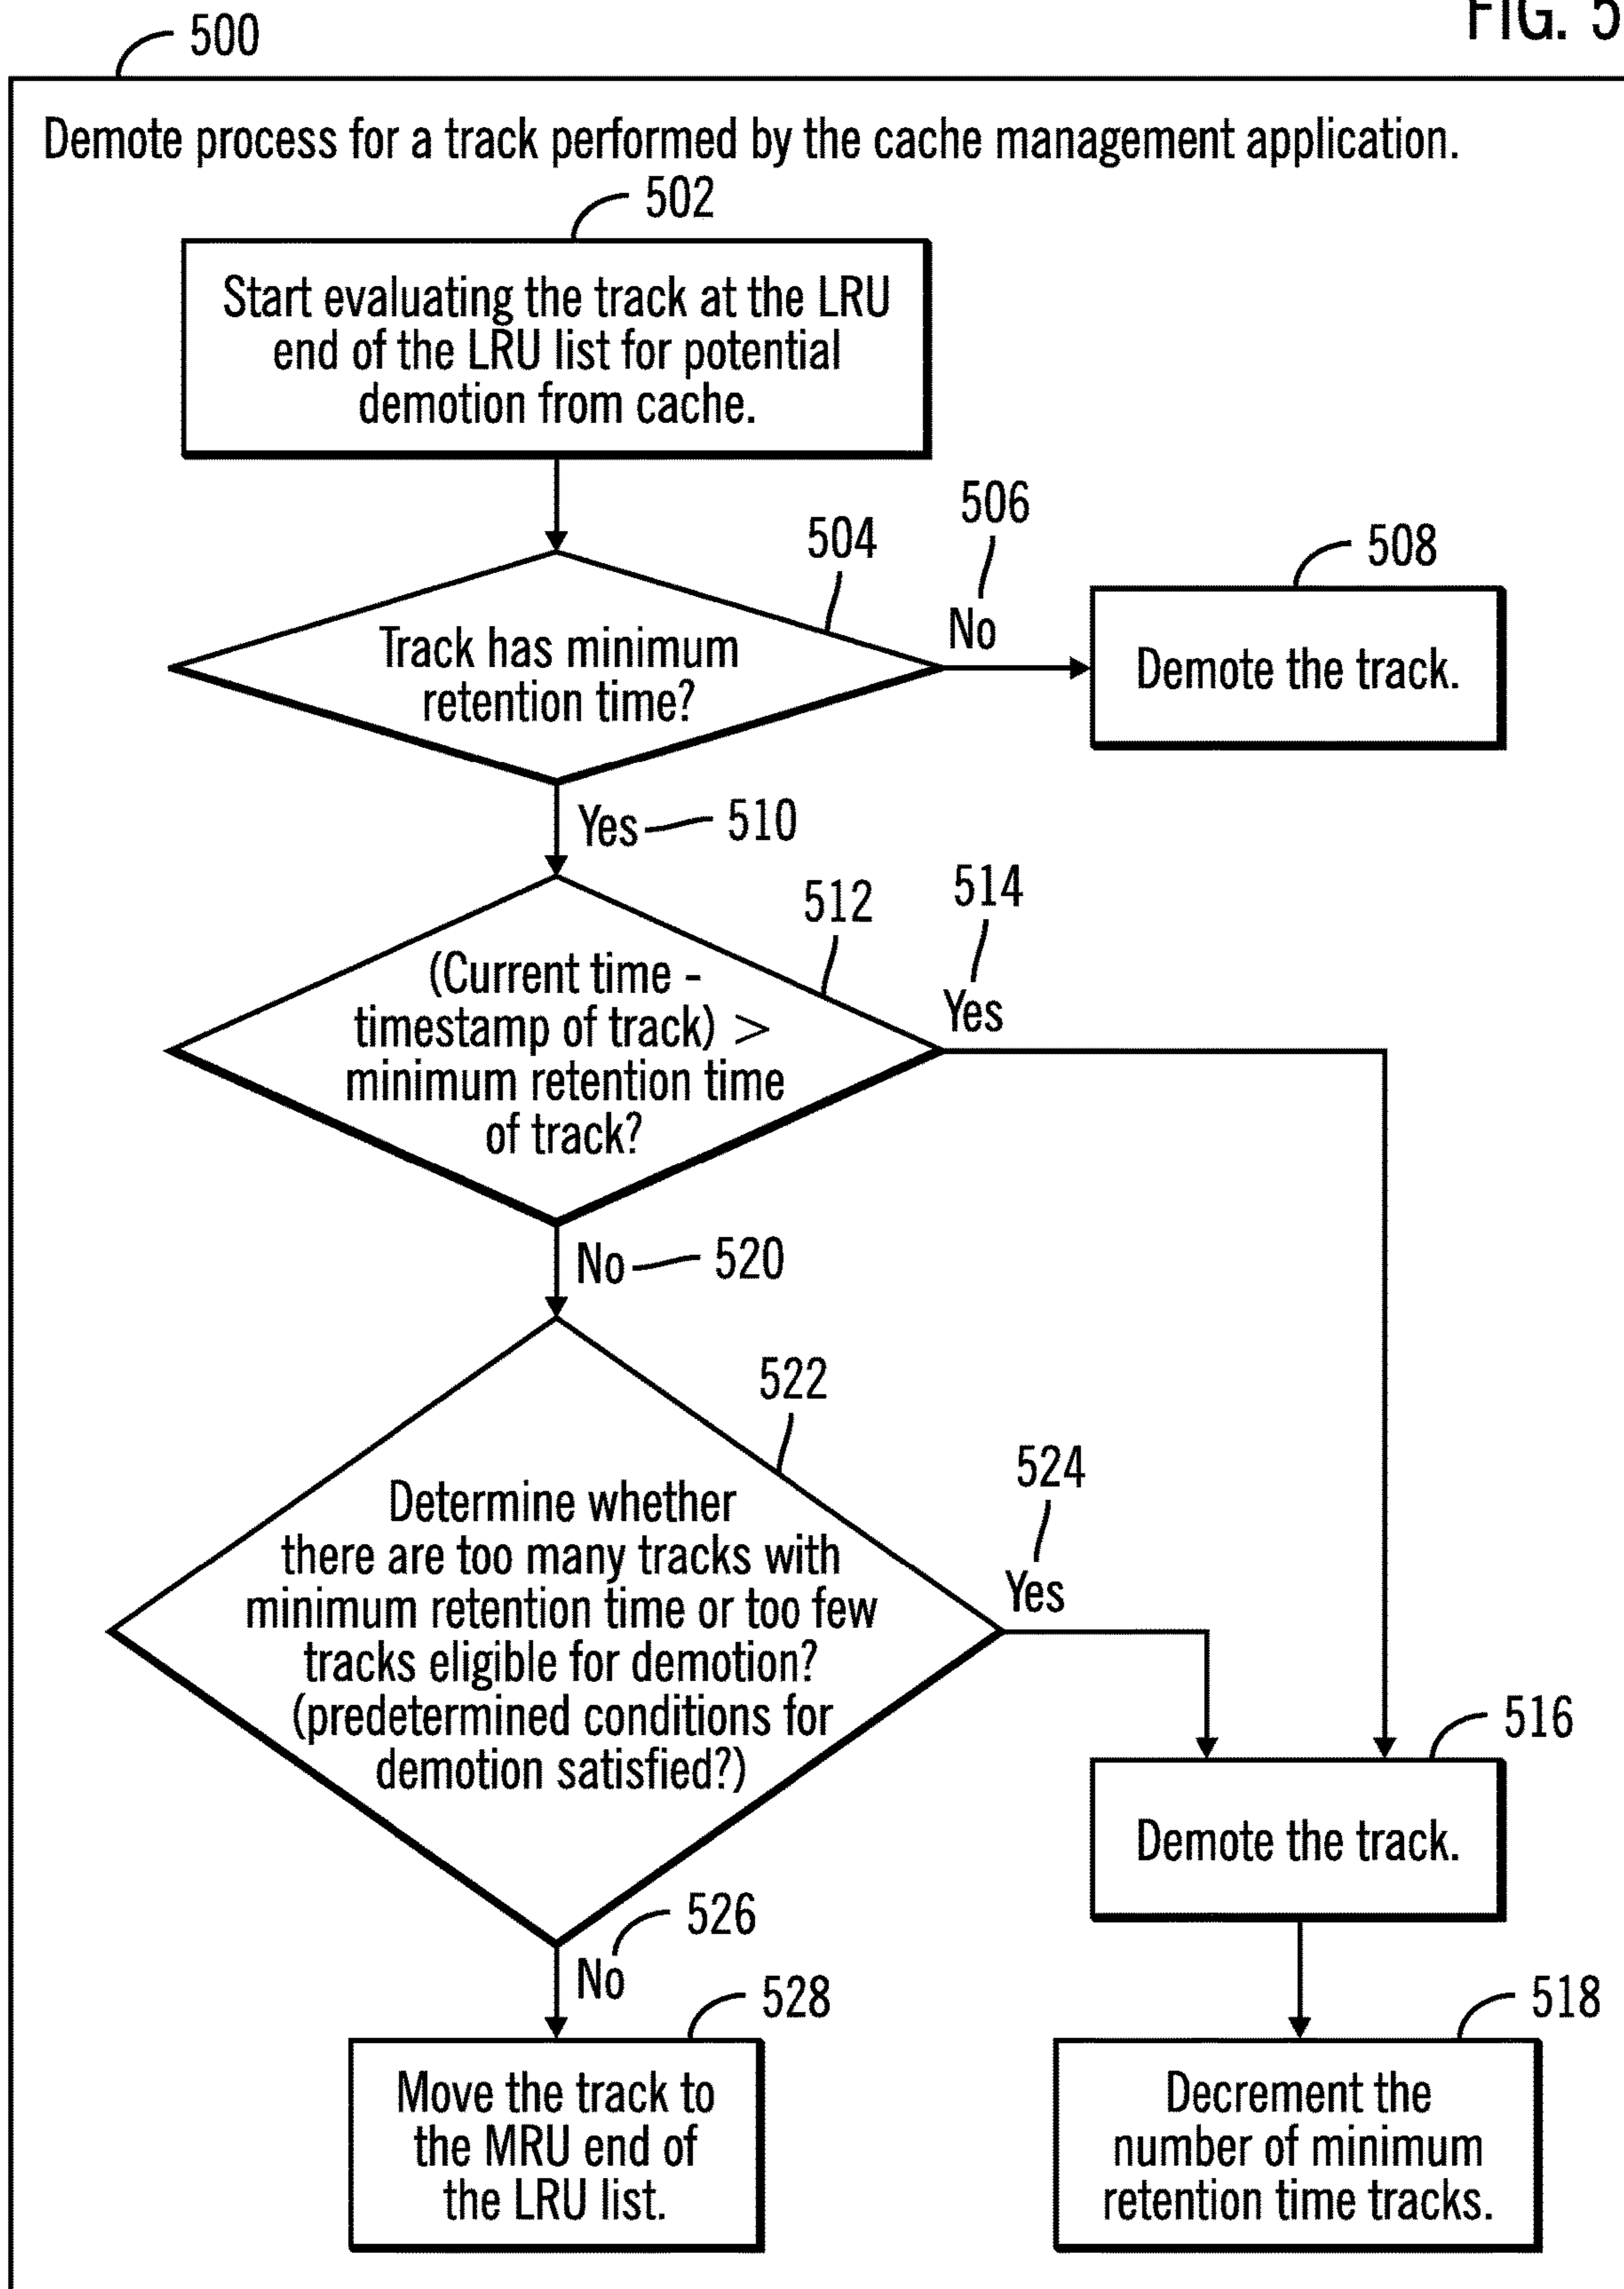 FIG. 5
500
Demote process for a track performed by the cache management application.
502
Start evaluating the track at the LRU
end of the LRU list for potential
demotion from cache.
504
506
508
Track has minimum
retention time?
No
Demote the track.
Yes
510
512
514
(Current time -
timestamp of track) >
minimum retention time
of track?
Yes
No
520
522
524
Determine whether
there are too many tracks with
minimum retention time or too few
tracks eligible for demotion?
(predetermined conditions for
demotion satisfied?)
Yes
516
Demote the track.
526
No
528
518
Move the track to
the MRU end of
the LRU list.
Decrement the
number of minimum
retention time tracks.